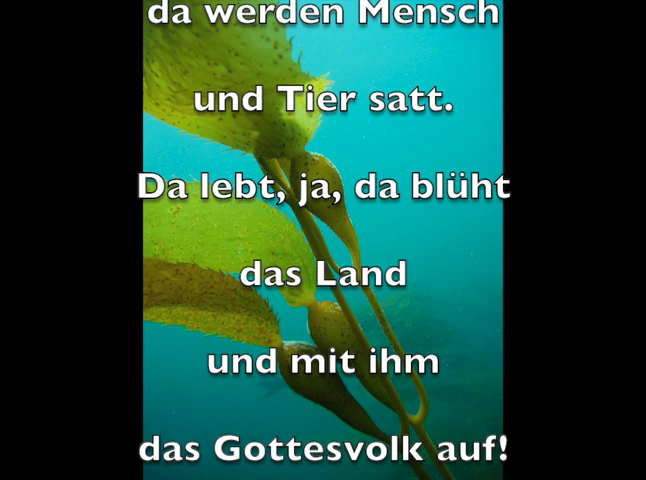 da werden Mensch
und Tier satt.
Da lebt, ja, da blüht
das Land
und mit ihm
das Gottesvolk auf!